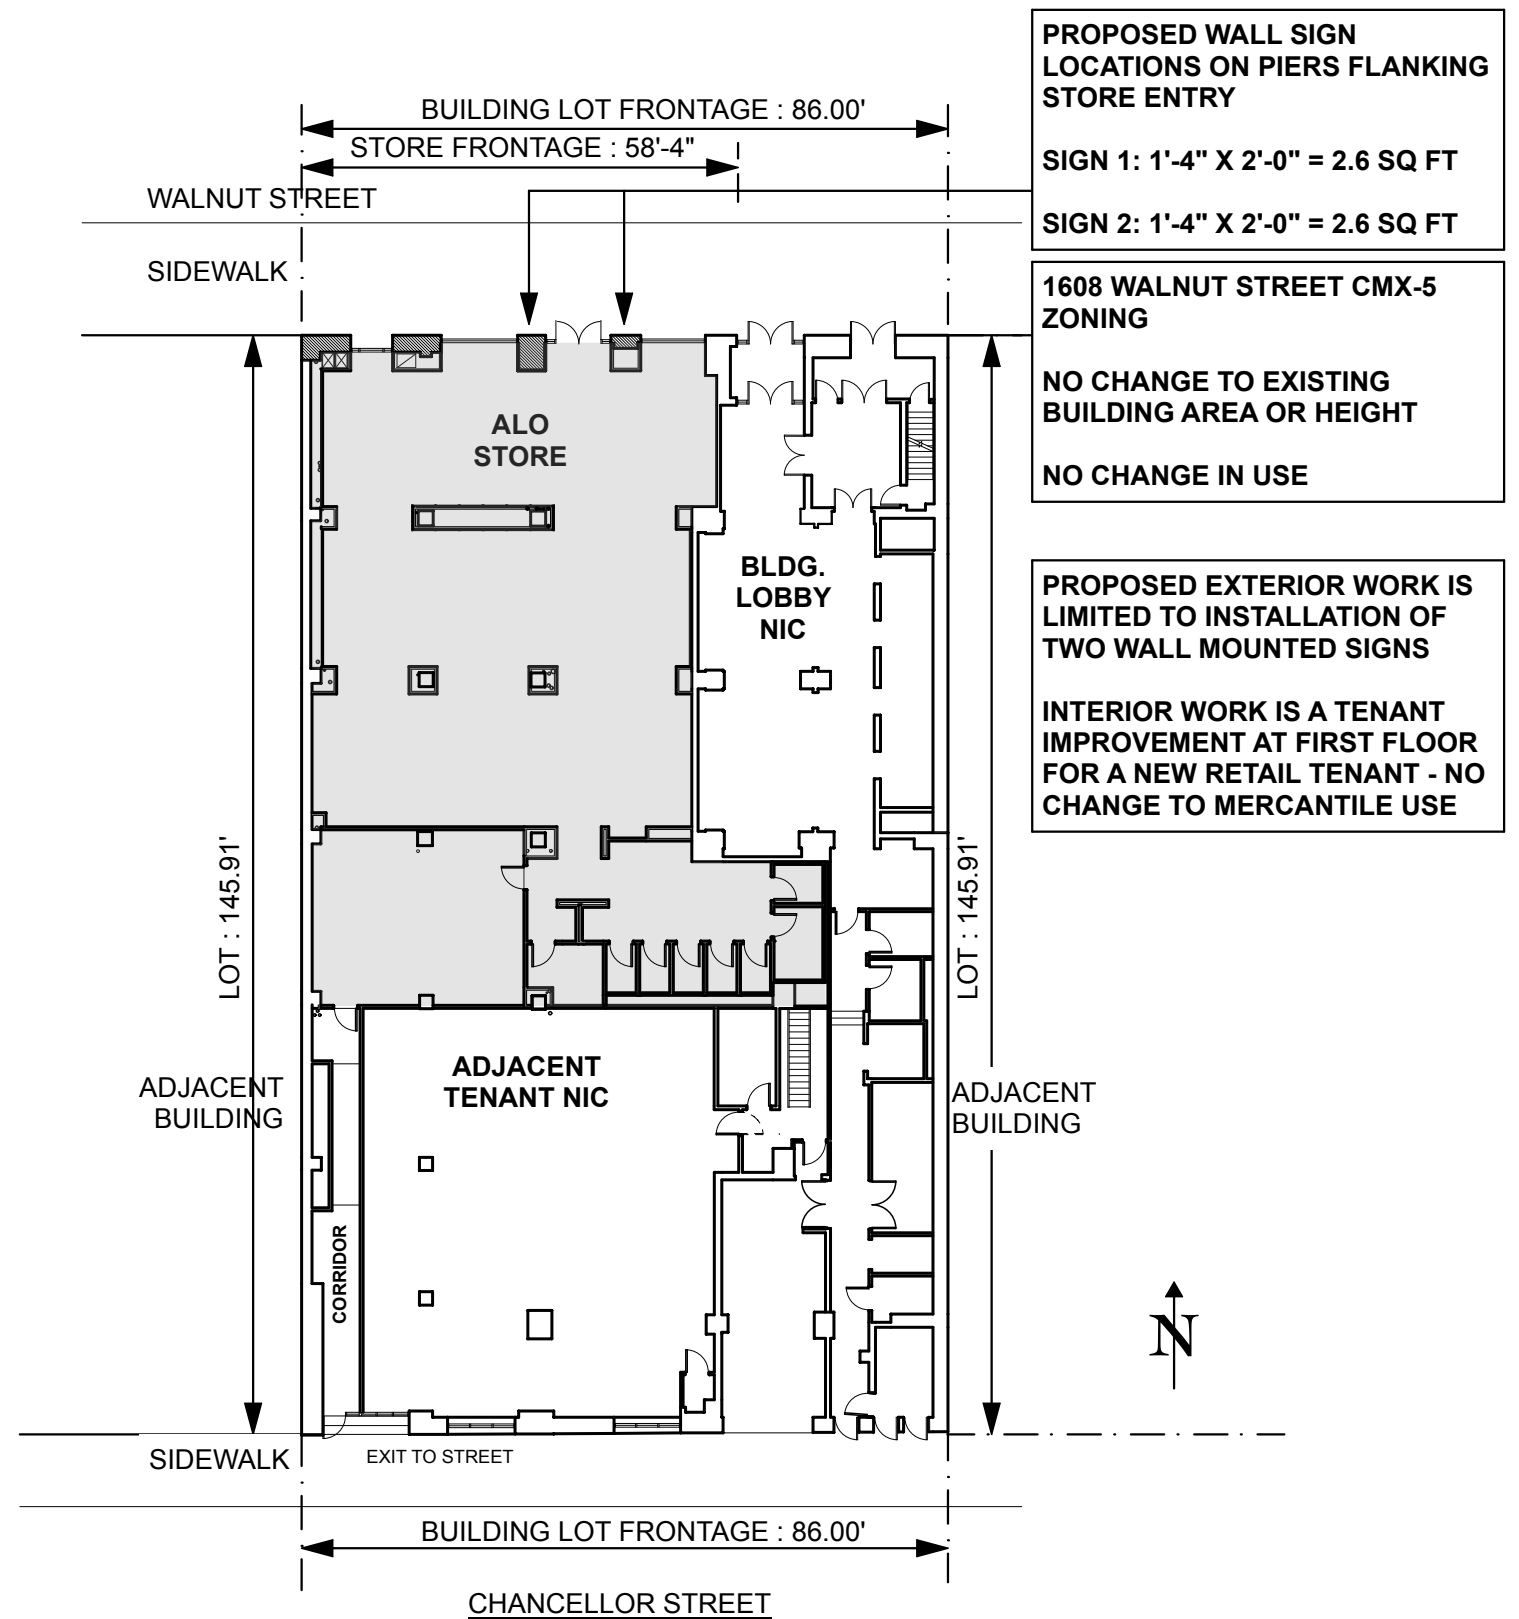 PROPOSED WALL SIGN
LOCATIONS ON PIERS FLANKING
STORE ENTRY
SIGN 1: 1'-4" X 2'-0" = 2.6 SQ FT
SIGN 2: 1'-4" X 2'-0" = 2.6 SQ FT
BUILDING LOT FRONTAGE : 86.00'
STORE FRONTAGE : 58'-4"
WALNUT STREET
SIDEWALK
1608 WALNUT STREET CMX-5
ZONING
NO CHANGE TO EXISTING
BUILDING AREA OR HEIGHT
NO CHANGE IN USE
ALO
STORE
BLDG.
LOBBY
NIC
PROPOSED EXTERIOR WORK IS
LIMITED TO INSTALLATION OF
TWO WALL MOUNTED SIGNS
INTERIOR WORK IS A TENANT
IMPROVEMENT AT FIRST FLOOR
FOR A NEW RETAIL TENANT - NO
CHANGE TO MERCANTILE USE
LOT : 145.91'
LOT : 145.91'
ADJACENT
BUILDING
ADJACENT
TENANT NIC
ADJACENT
BUILDING
CORRIDOR
N
SIDEWALK
EXIT TO STREET
BUILDING LOT FRONTAGE : 86.00'
CHANCELLOR STREET